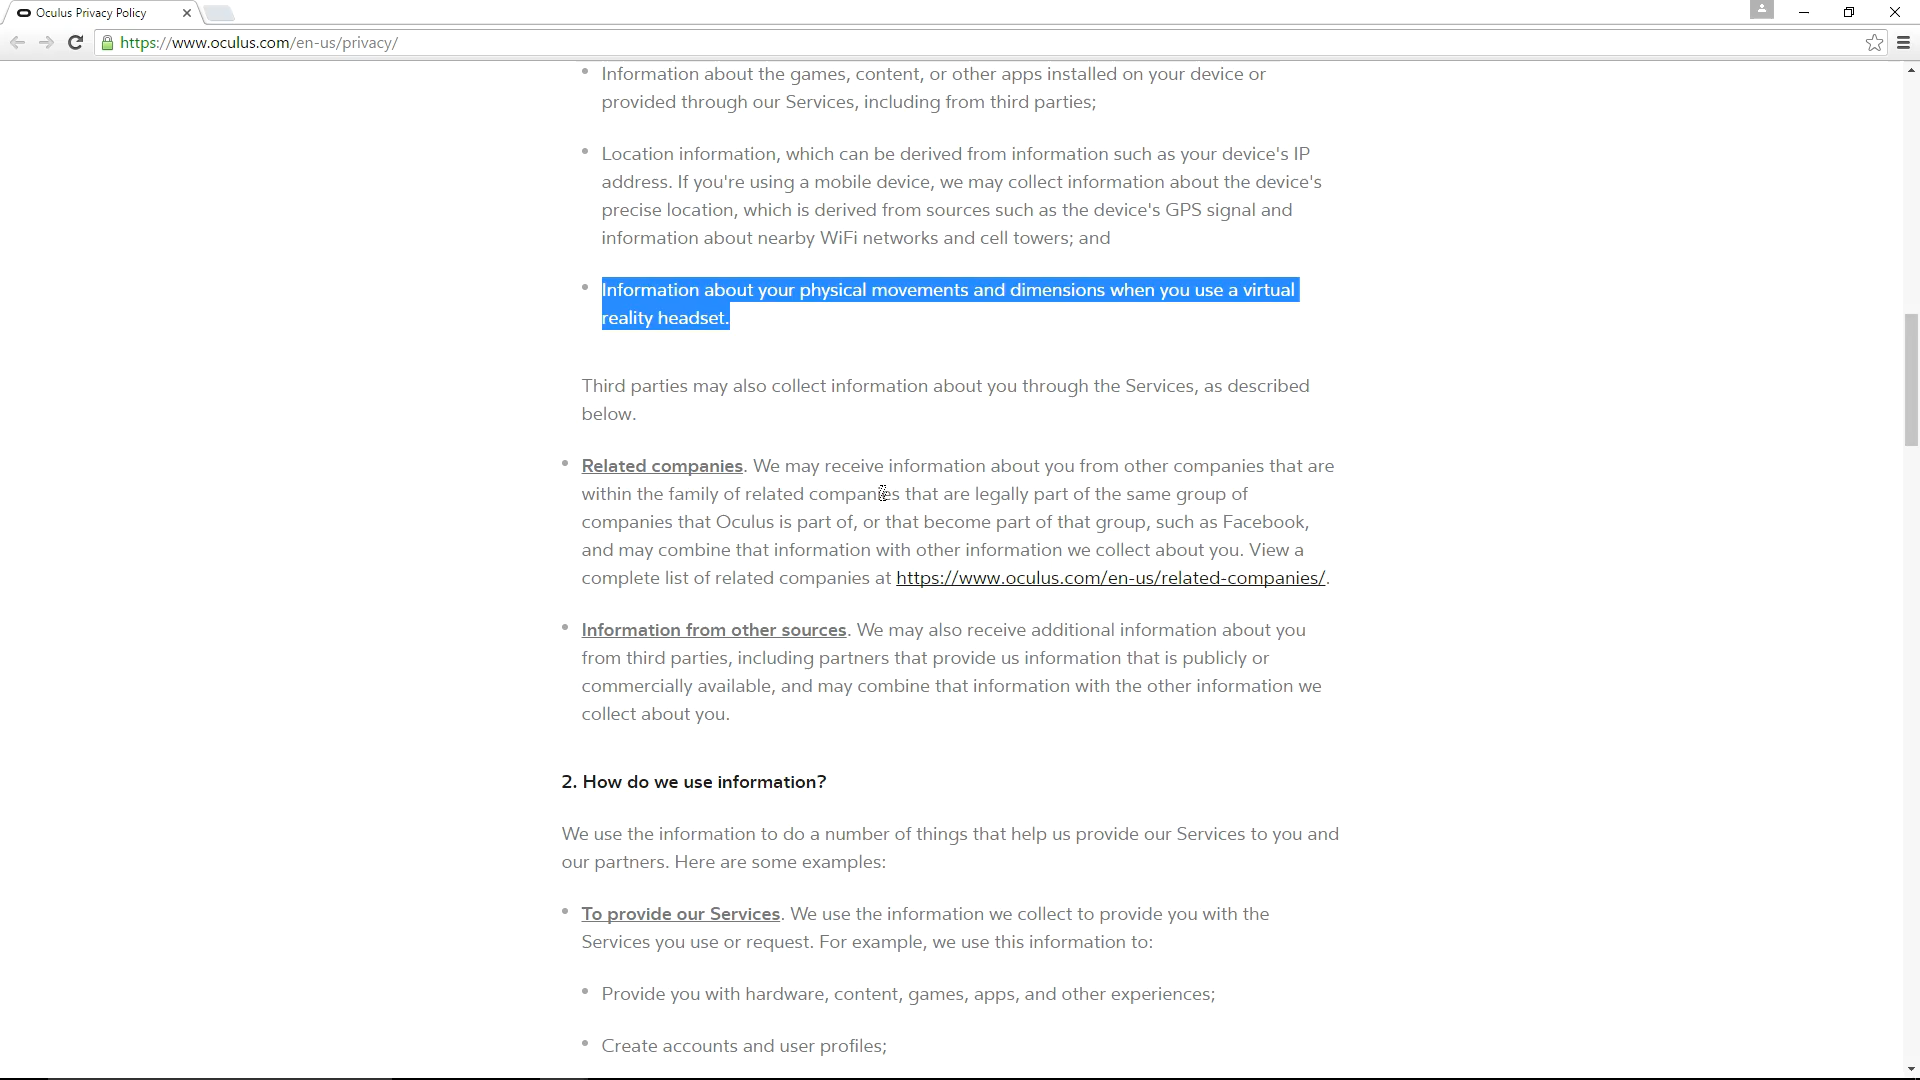 Oculus Privacy Policy
https://www.oculus.com/en-us/privacy/
Information about the games, content, or other apps installed on your device or
provided through our Services, including from third parties;
Location information, which can be derived from information such as your device's IP
address. If you're using a mobile device, we may collect information about the device's
precise location, which is derived from sources such as the device's GPS signal and
information about nearby WiFi networks and cell towers; and
Information about your physical movements and dimensions when you use a virtual
reality headset.
Third parties may also collect information about you through the Services, as described
below.
Related companies. We may receive information about you from other companies that are
within the family of related companies that are legally part of the same group of
companies that Oculus is part of, or that become part of that group, such as Facebook,
and may combine that information with other information we collect about you. View a
complete list of related companies at https://www.oculus.com/en-us/related-companies/.
Information from other sources. We may also receive additional information about you
from third parties, including partners that provide us information that is publicly or
commercially available, and may combine that information with the other information we
collect about you.
2. How do we use information?
We use the information to do a number of things that help us provide our Services to you and
our partners. Here are some examples:
To provide our Services. We use the information we collect to provide you with the
Services you use or request. For example, we use this information to:
Provide you with hardware, content, games, apps, and other experiences;
Create accounts and user profiles;